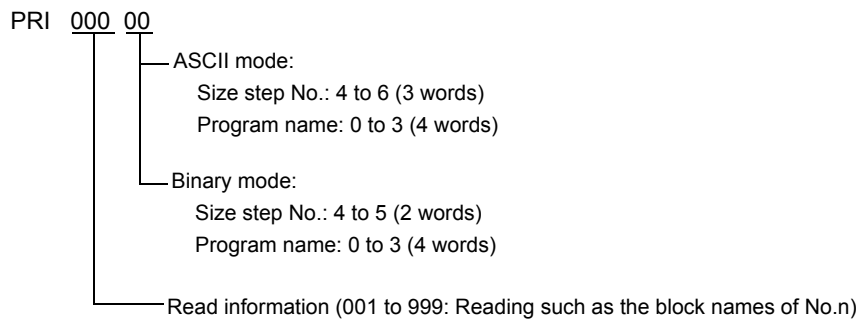 PRI 000 00
ASCII mode:
Size step No.: 4 to 6 (3 words)
Program name: 0 to 3 (4 words)
Binary mode:
Size step No.: 4 to 5 (2 words)
Program name: 0 to 3 (4 words)
Read information (001 to 999: Reading such as the block names of No.n)